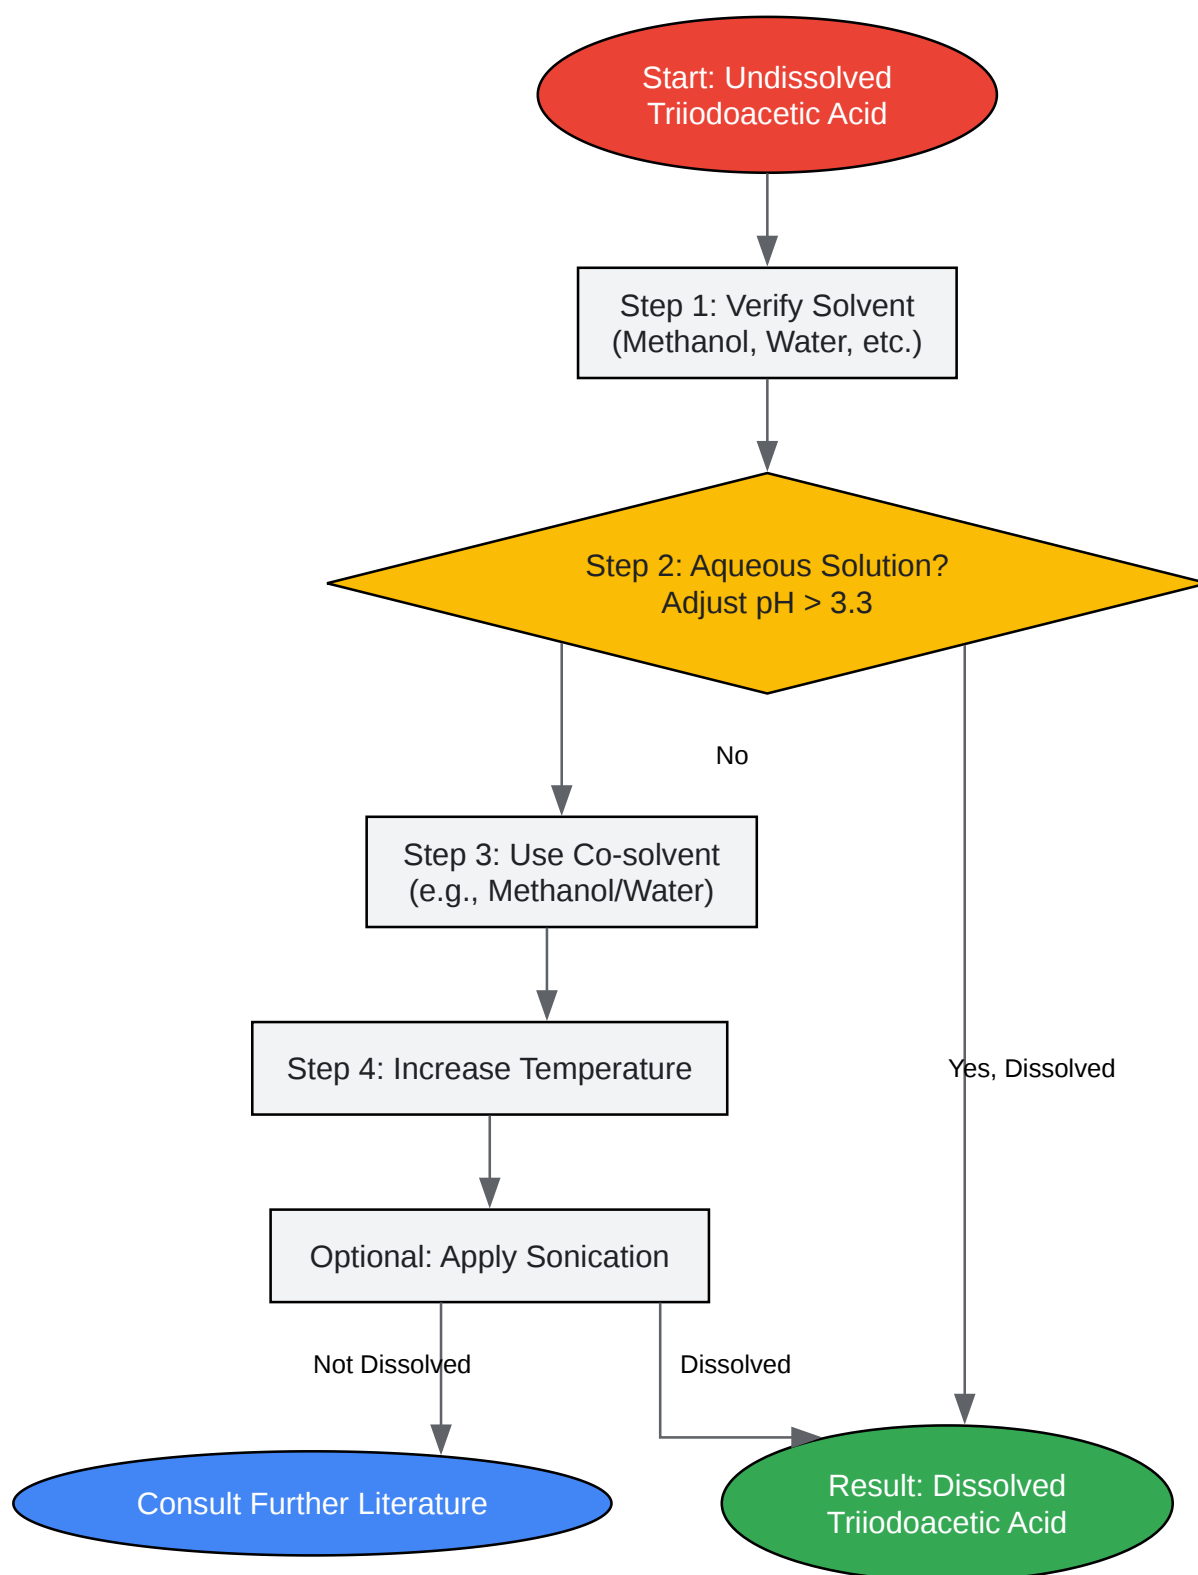 Start: Undissolved
Triiodoacetic Acid
Step 1: Verify Solvent
(Methanol, Water, etc.)
Step 2: Aqueous Solution?
Adjust pH > 3.3
No
Step 3: Use Co-solvent
(e.g., Methanol/Water)
Step 4: Increase Temperature
Yes, Dissolved
Optional: Apply Sonication
Not Dissolved
Dissolved
Consult Further Literature
Result: Dissolved
Triiodoacetic Acid